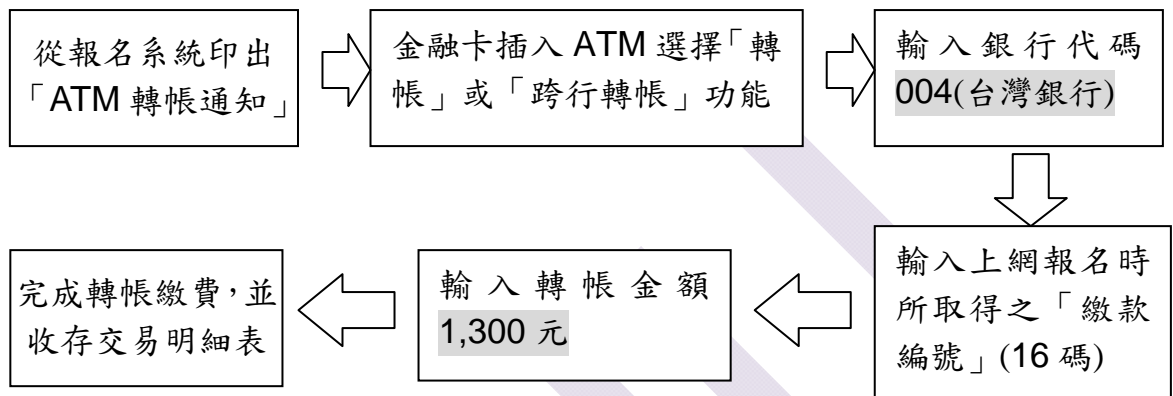 從報名系統印出
「ATM 轉帳通知」
金融卡插入 ATM 選擇「轉
帳」或「跨行轉帳」功能
輸入銀行代碼
004(台灣銀行)
輸入上網報名時
所取得之「繳款
編號」(16 碼)
輸入轉帳金額
1,300 元
完成轉帳繳費，並
收存交易明細表